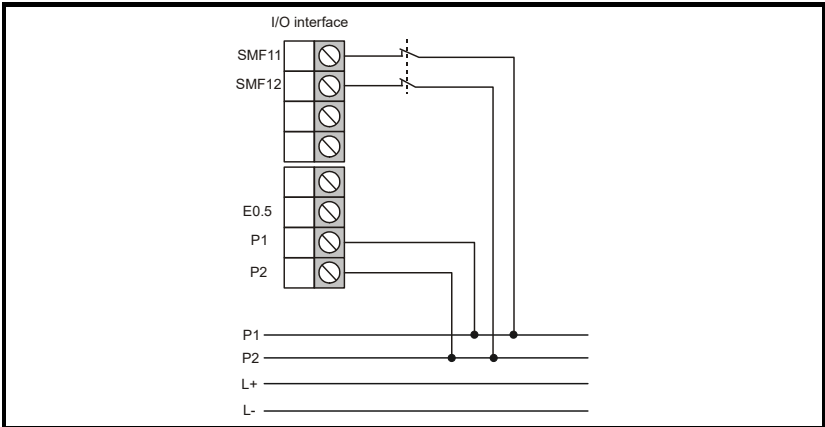 I/O interface
SMF11
SMF12
E0.5
P1
P2
P1
P2
L+
L-